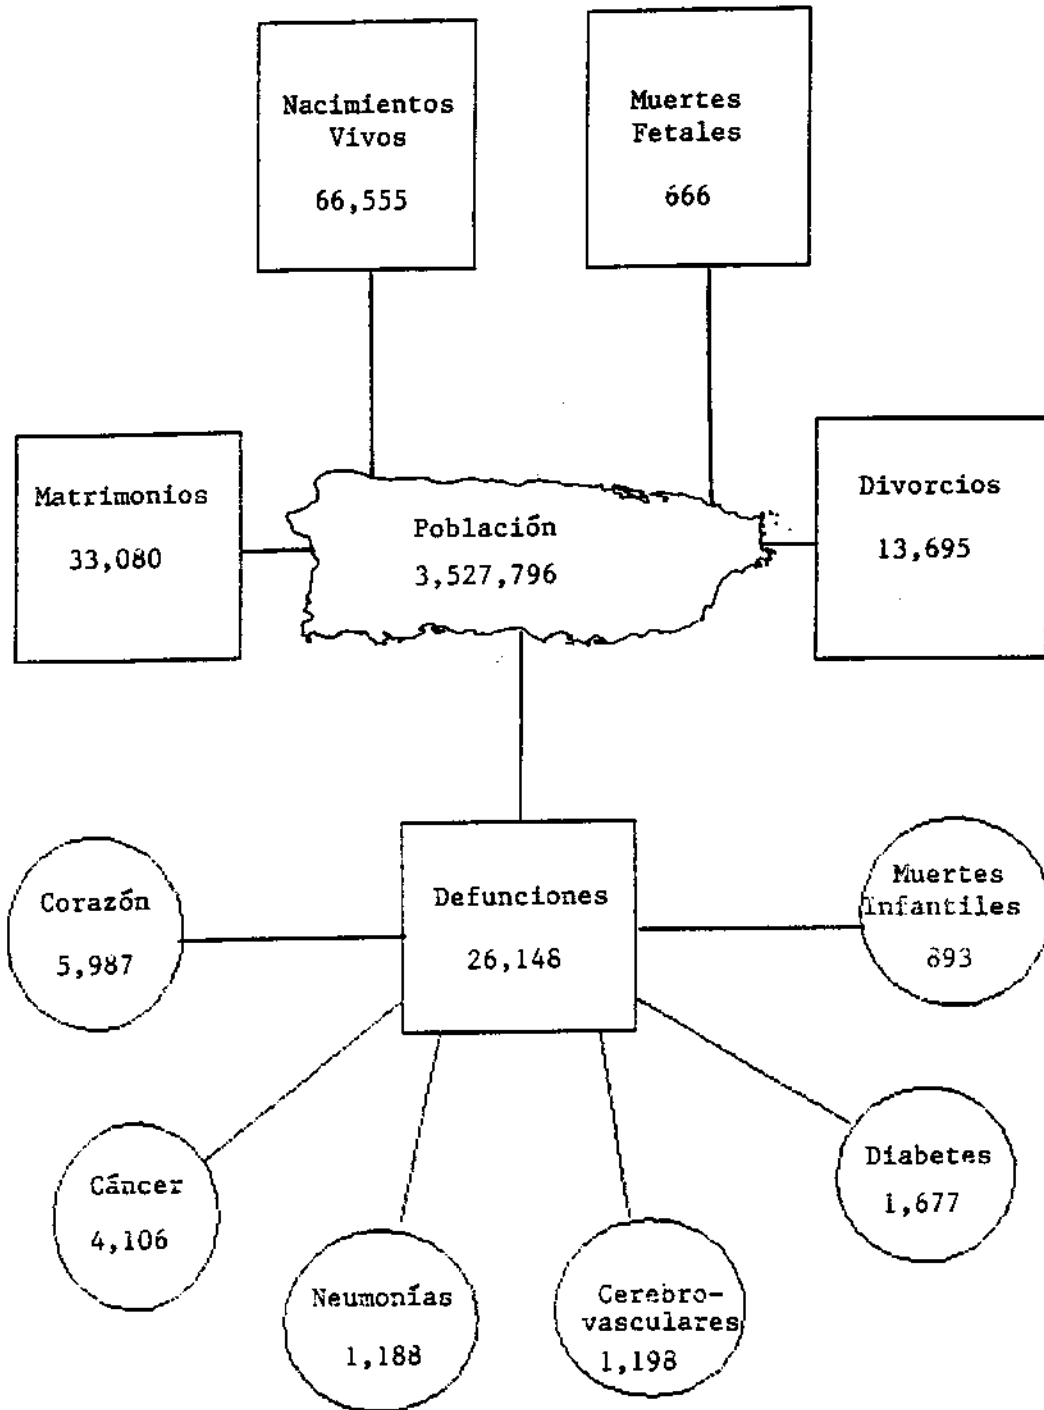 Nacimientos
Vivos
66,555
Muertes
Fetales
666
Matrimonios
33,080
Población
3,527,796
Divorcios
13,695
Corazón
5,987
Defunciones
26,148
Muertes
Infantiles
893
Cáncer
4,106
Neumonías
1,188
Cerebro-
vasculares
1,198
Diabetes
1,677